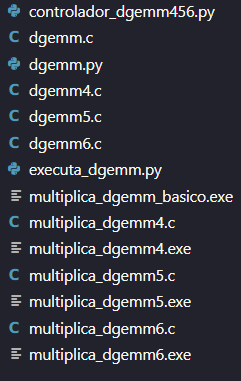 controlador_dgemm456.py
dgemm.c
dgemm.py
dgemm4.c
dgemm5.c
dgemm6.c
executa_dgemm.py
multiplica_dgemm_basico.exe
multiplica_dgemm4.c
multiplica_dgemm4.exe
multiplica_dgemm5.c
multiplica_dgemm5.exe
multiplica_dgemm6.c
multiplica_dgemm6.exe